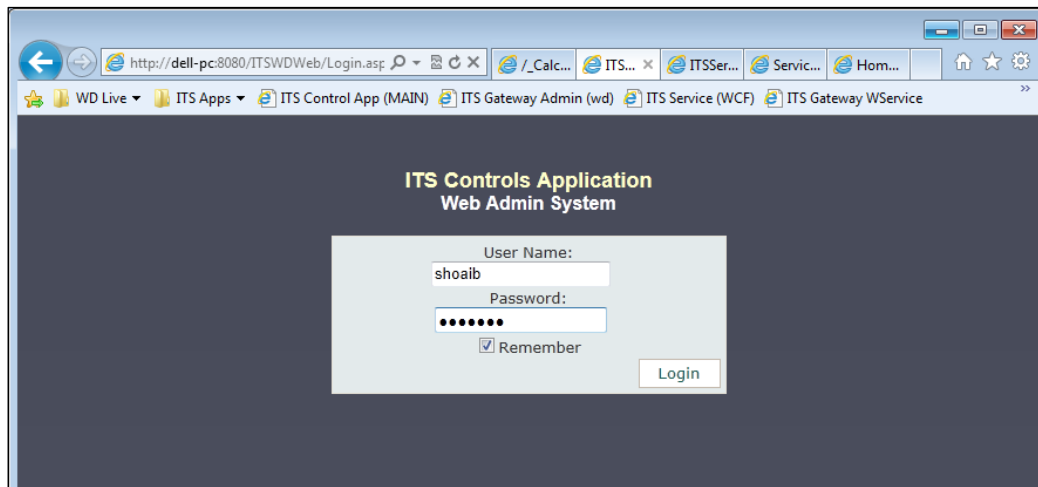 http://dell-pc:8080/ITSWDWeb/Login.asp
/_Calc... ITS... ITSSer... Servic... Hom...
WD Live ITS Apps ITS Control App (MAIN) ITS Gateway Admin (wd) ITS Service (WCF) ITS Gateway WService »
ITS Controls Application
Web Admin System
User Name:
shoaib
Password:
•••••••
Remember
Login